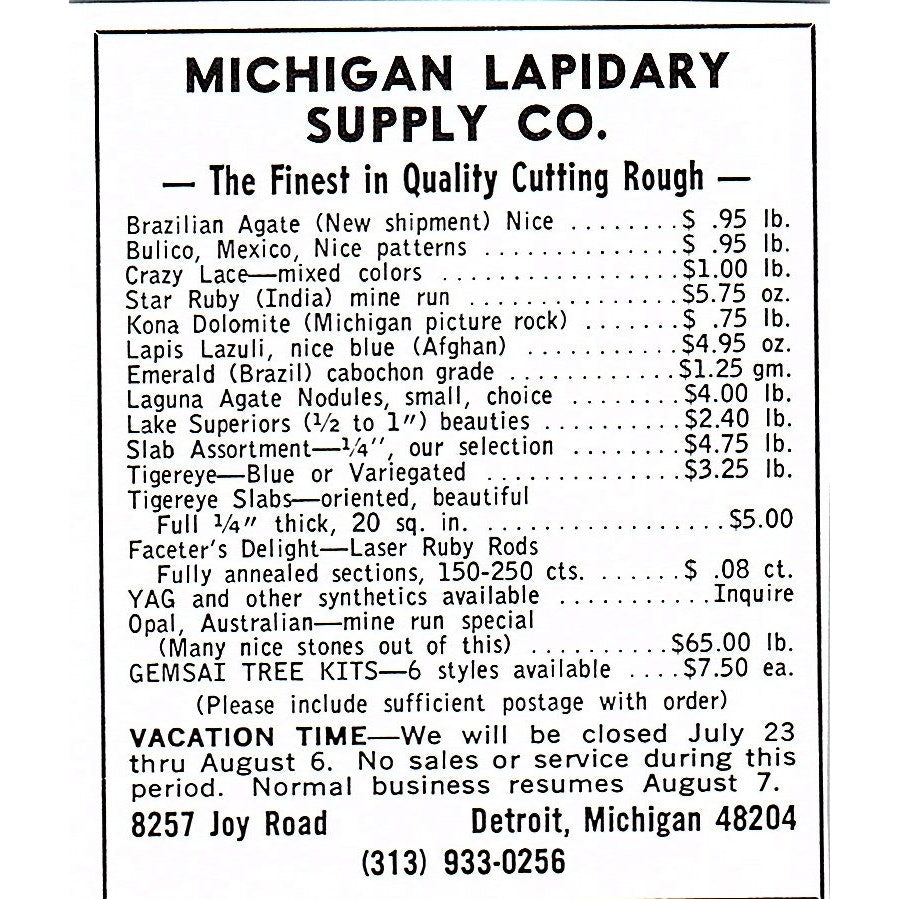 MICHIGAN LAPIDARY
SUPPLY CO.
— The Finest in Quality Cutting Rough —
Brazilian Agate (New shipment) Nice ........$ .95 lb.
Bulico, Mexico, Nice patterns ..............$ .95 lb.
Crazy Lace—mixed colors .................$1.00 lb.
Star Ruby (India) mine run ...............$5.75 oz.
Kona Dolomite (Michigan picture rock) .......$ .75 lb.
Lapis Lazuli, nice blue (Afghan) ...........$4.95 oz.
Emerald (Brazil) cabochon grade ............$1.25 gm.
Laguna Agate Nodules, small, choice ........$4.00 lb.
Lake Superiors (½ to 1") beauties ..........$2.40 lb.
Slab Assortment—¼", our selection ........$4.75 lb.
Tigereye—Blue or Variegated ..............$3.25 lb.
Tigereye Slabs—oriented, beautiful
Full ¼" thick, 20 sq. in. ..................$5.00
Faceter's Delight—Laser Ruby Rods
Fully annealed sections, 150-250 cts. .......$ .08 ct.
YAG and other synthetics available ...........Inquire
Opal, Australian—mine run special
(Many nice stones out of this) ..........$65.00 lb.
GEMSAI TREE KITS—6 styles available ....$7.50 ea.
(Please include sufficient postage with order)
VACATION TIME—We will be closed July 23
thru August 6. No sales or service during this
period. Normal business resumes August 7.
8257 Joy Road Detroit, Michigan 48204
(313) 933-0256